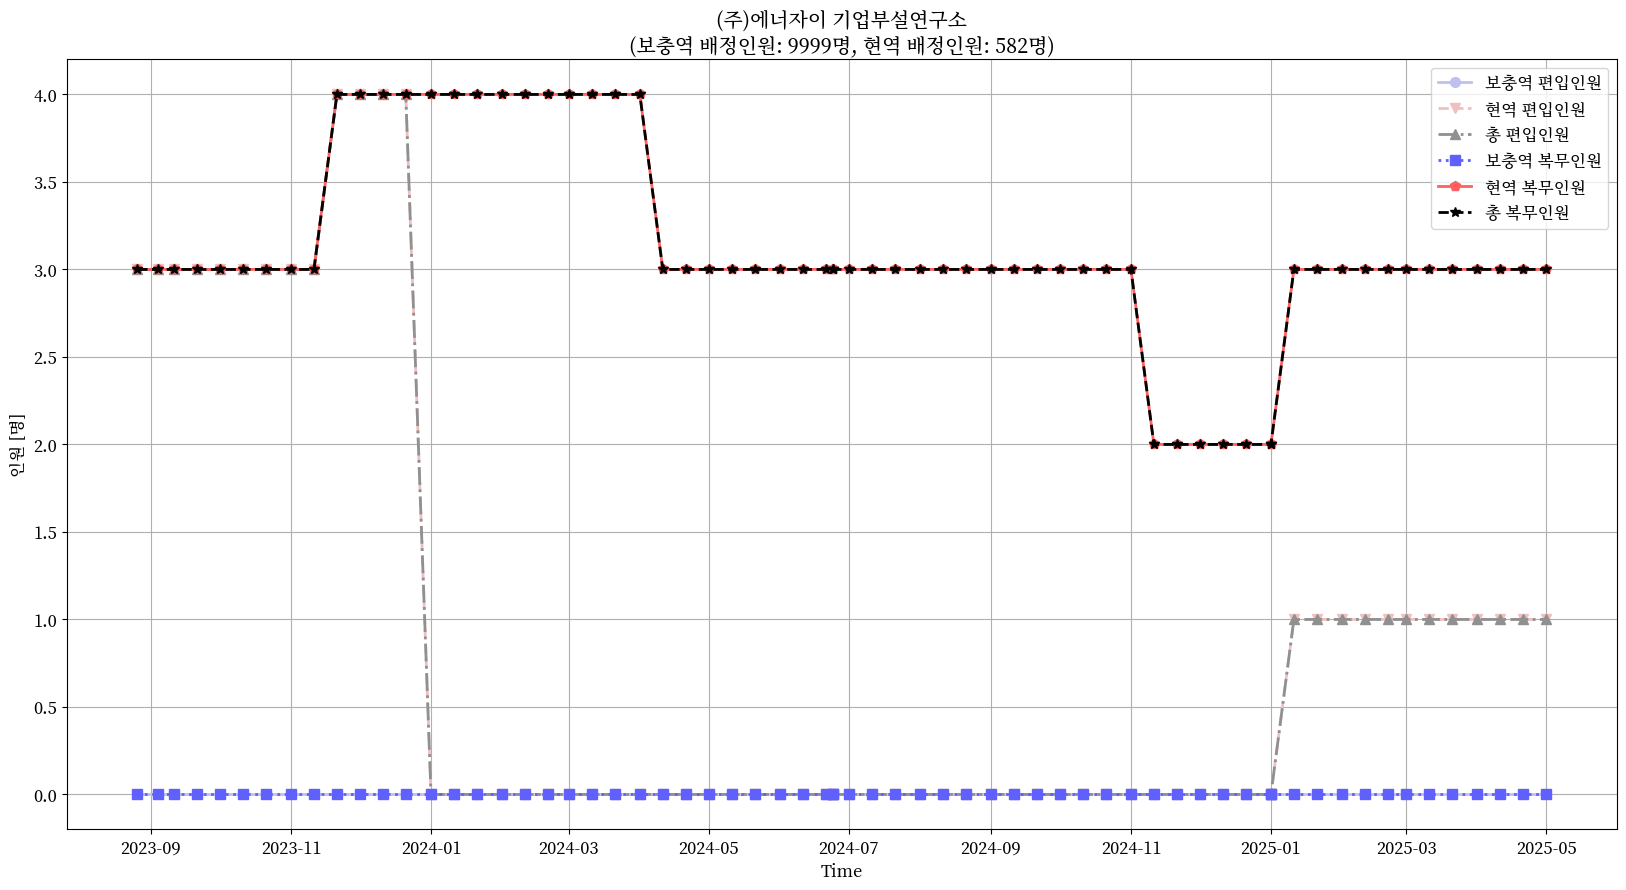 (주)에너자이 기업부설연구소
(보충역 배정인원: 9999명, 현역 배정인원: 582명)
보충역 편입인원
현역 편입인원
총 편입인원
보충역 복무인원
현역 복무인원
총 복무인원
인원 [명]
4.0
3.5
3.0
2.5
2.0
1.5
1.0
0.5
0.0
2023-09 2023-11 2024-01 2024-03 2024-05 2024-07 2024-09 2024-11 2025-01 2025-03 2025-05
Time